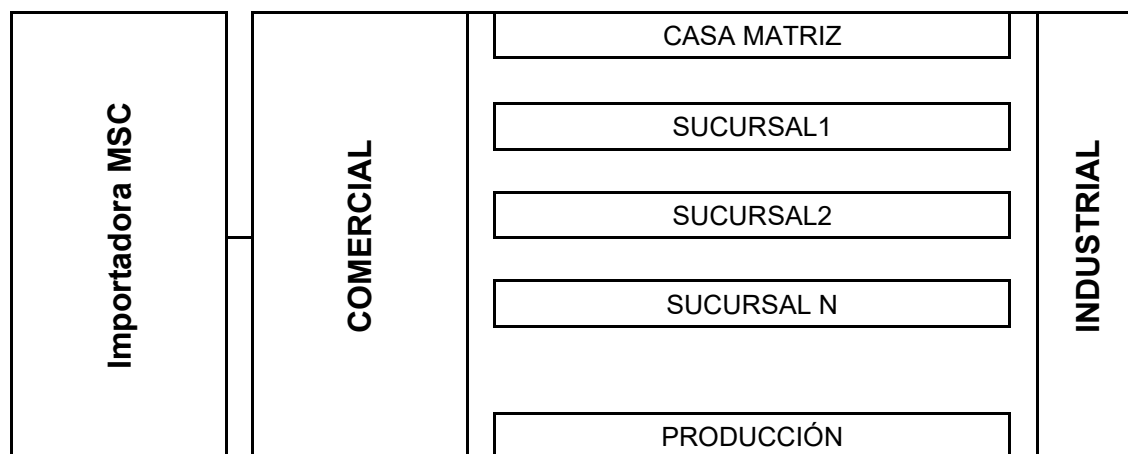 Importadora MSC
COMERCIAL
CASA MATRIZ
SUCURSAL1
SUCURSAL2
SUCURSAL N
PRODUCCIÓN
INDUSTRIAL